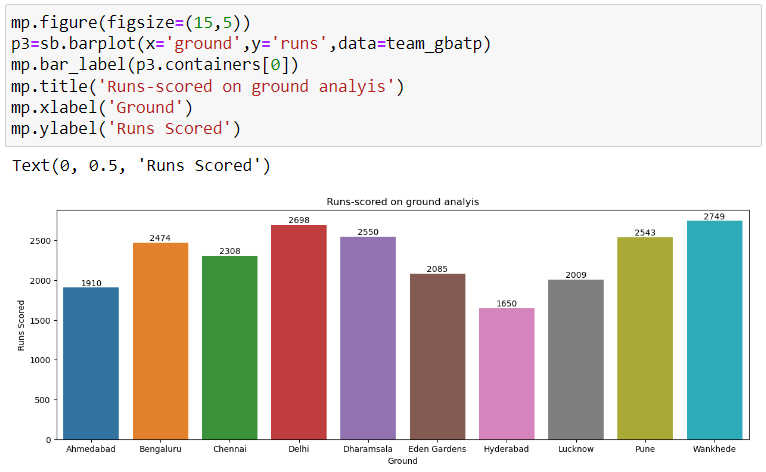 mp.figure(figsize=(15,5))
p3=sb.barplot(x='ground',y='runs',data=team_gbatp)
mp.bar_label(p3.containers[0])
mp.title('Runs-scored on ground analyis')
mp.xlabel('Ground')
mp.ylabel('Runs Scored')
Text(0, 0.5, 'Runs Scored')
Runs-scored on ground analyis
1910 2474 2308 2698 2550 2085 1650 2009 2543 2749
Runs Scored
2500
2000
1500
1000
500
0
Ahmedabad Bengaluru Chennai Delhi Dharamsala Eden Gardens Hyderabad Lucknow Pune Wankhede
Ground